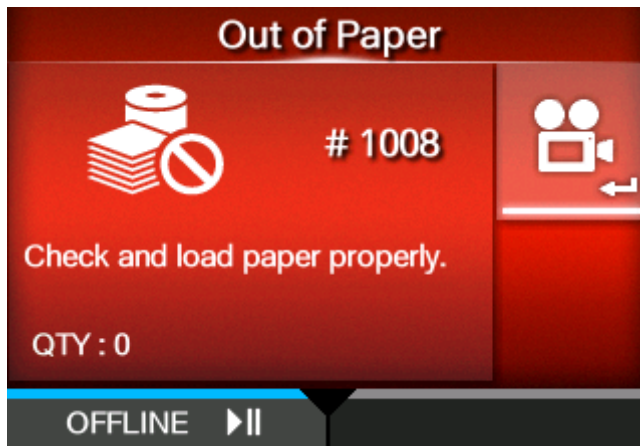 Out of Paper
# 1008
Check and load paper properly.
QTY : 0
OFFLINE